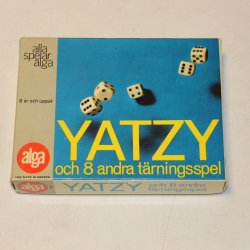 alla
spelar
alga
8 år och uppåt
YATZY
och 8 andra tärningsspel
alga
YATZY och 8 andra tärningsspel